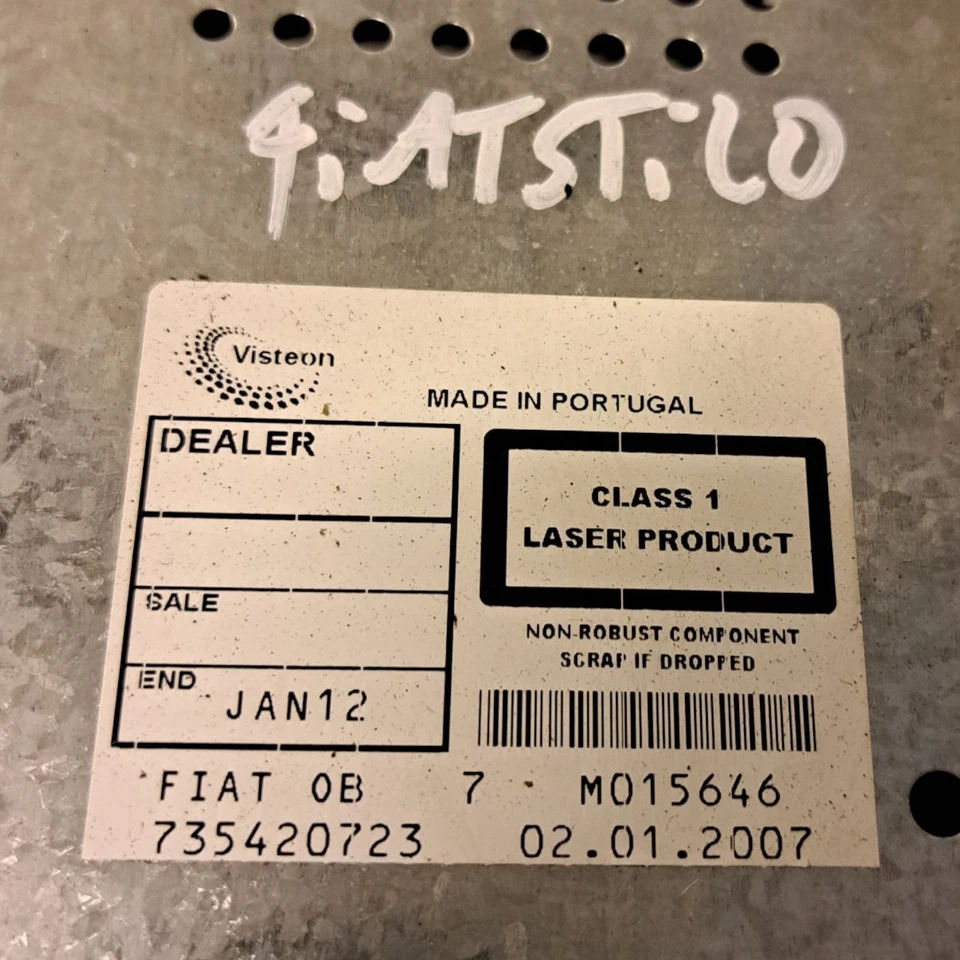 FiATSTiLO
Visteon
MADE IN PORTUGAL
DEALER
CLASS 1
LASER PRODUCT
SALE
NON-ROBUST COMPONENT
SCRAP IF DROPPED
END
JAN12
FIAT OB 7 M015646
735420723 02.01.2007